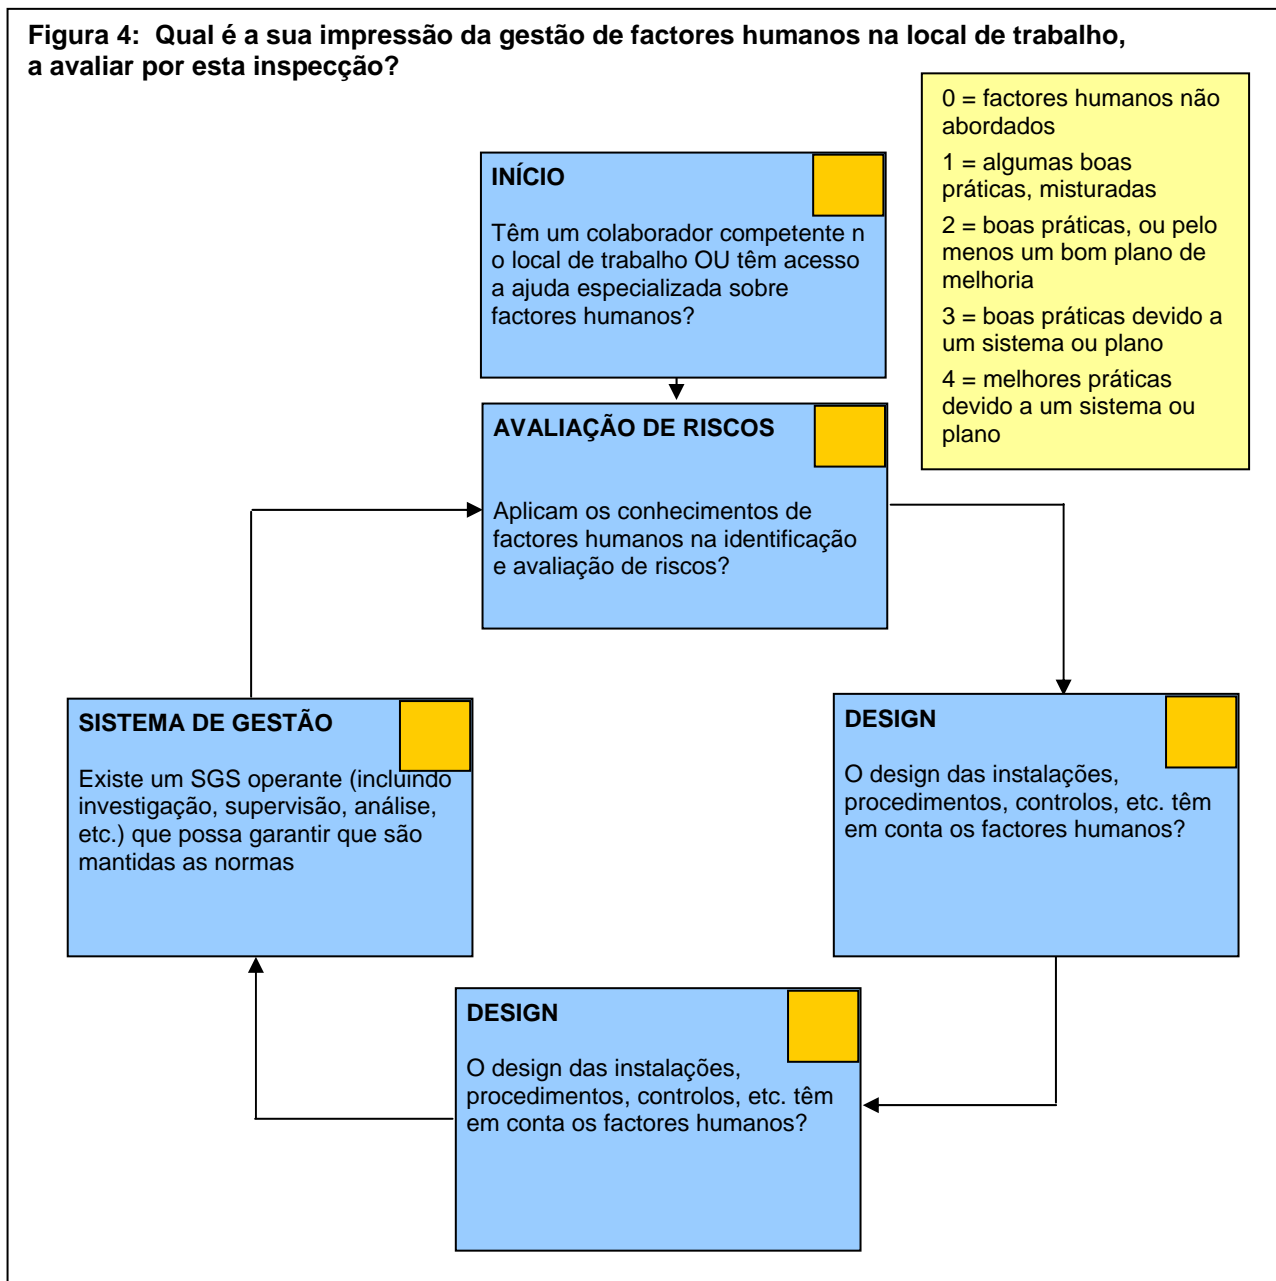 Figura 4:  Qual é a sua impressão da gestão de factores humanos na local de trabalho,
a avaliar por esta inspecção?
0 = factores humanos não
abordados
1 = algumas boas
práticas, misturadas
2 = boas práticas, ou pelo
menos um bom plano de
melhoria
3 = boas práticas devido a
um sistema ou plano
4 = melhores práticas
devido a um sistema ou
plano
INÍCIO
Têm um colaborador competente n
o local de trabalho OU têm acesso
a ajuda especializada sobre
factores humanos?
AVALIAÇÃO DE RISCOS
Aplicam os conhecimentos de
factores humanos na identificação
e avaliação de riscos?
DESIGN
O design das instalações,
procedimentos, controlos, etc. têm
em conta os factores humanos?
DESIGN
O design das instalações,
procedimentos, controlos, etc. têm
em conta os factores humanos?
SISTEMA DE GESTÃO
Existe um SGS operante (incluindo
investigação, supervisão, análise,
etc.) que possa garantir que são
mantidas as normas